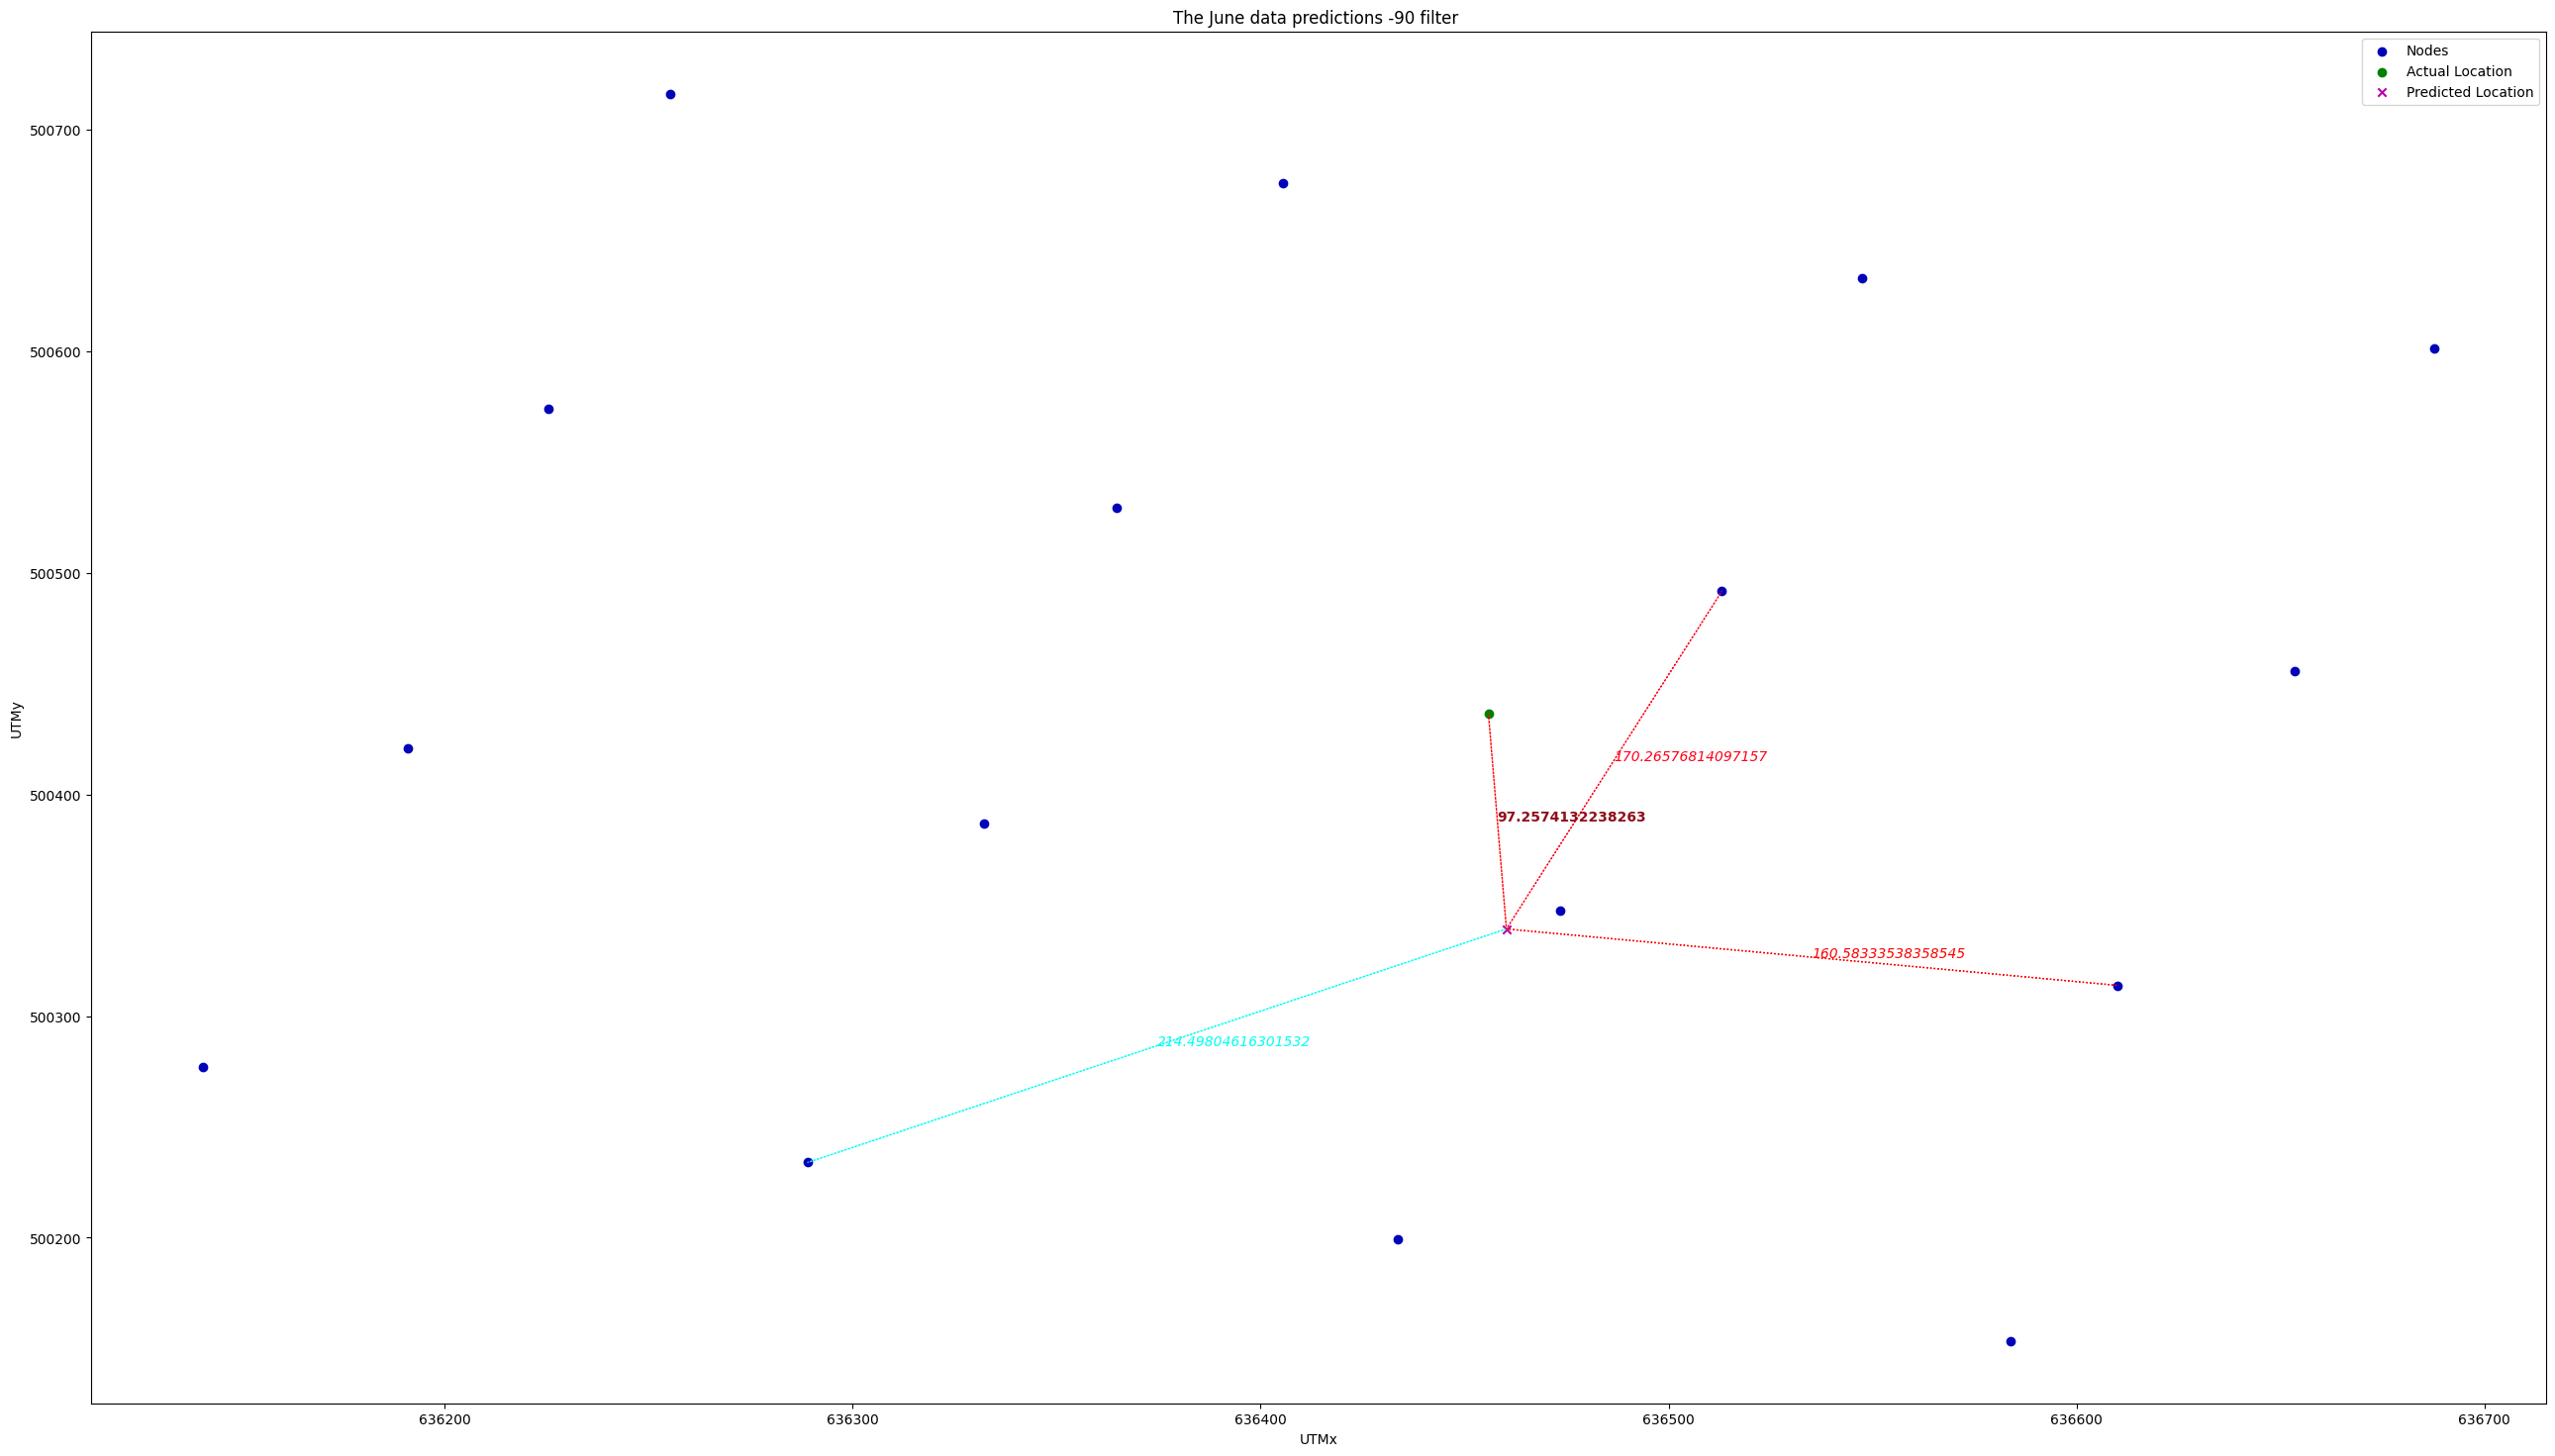 The June data predictions -90 filter
Nodes
Actual Location
Predicted Location
500700
500600
500500
500400
500300
500200
UTMy
170.26576814097157
97.2574132238263
160.58333538358545
214.49804616301532
636200
636300
636400
636500
636600
636700
UTMx